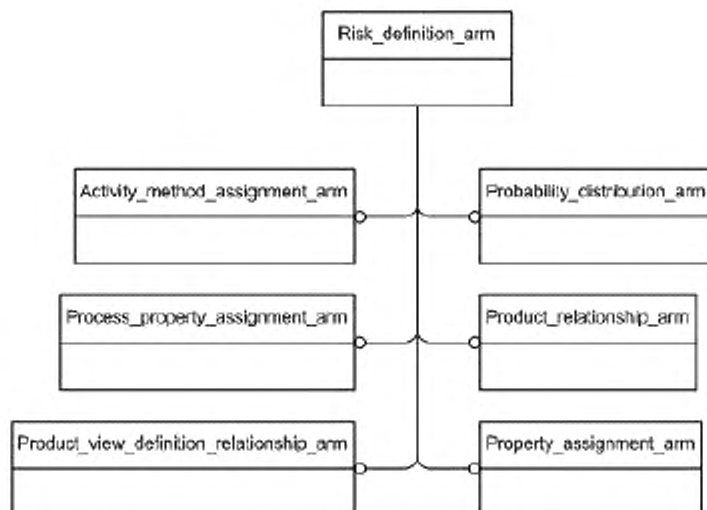 Risk_definition_arm
Activity_method_assignment_arm
Probability_distribution_arm
Process_property_assignment_arm
Product_relationship_arm
Product_view_definition_relationship_arm
Property_assignment_arm